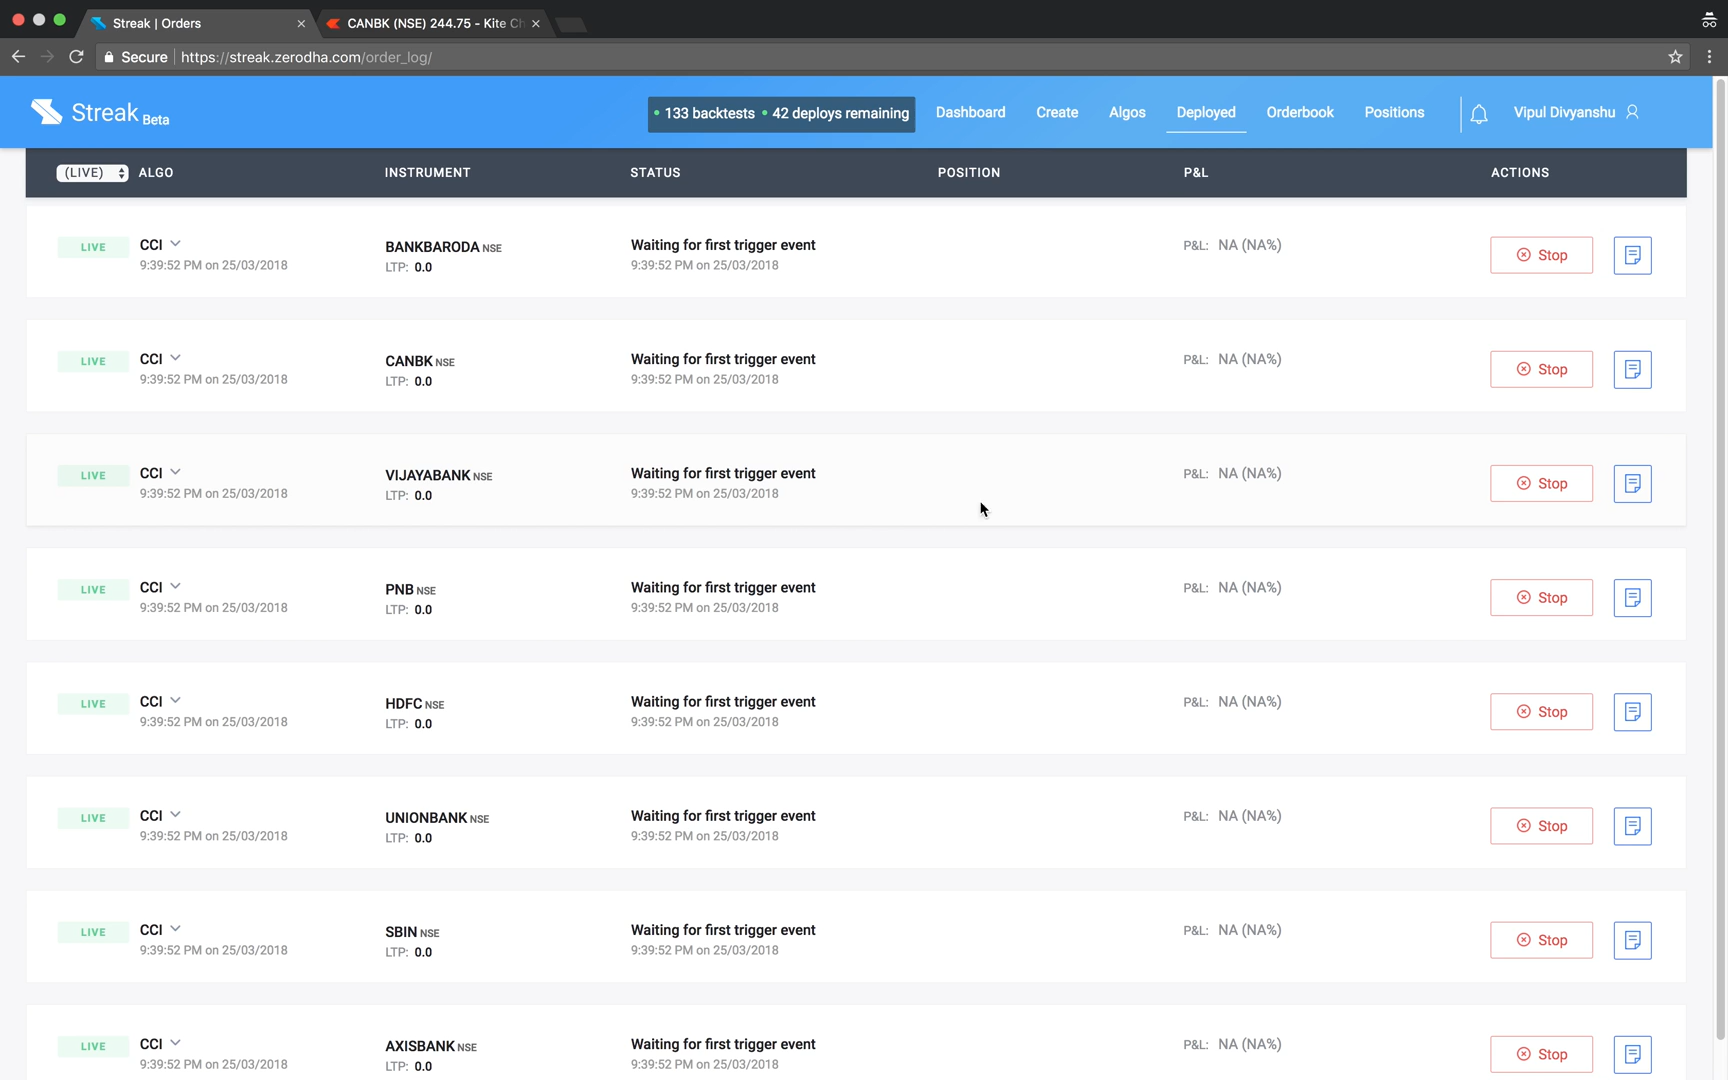 Streak | Orders
CANBK (NSE) 244.75 - Kite Ch
Secure https://streak.zerodha.com/order_log/
Streak Beta
133 backtests 42 deploys remaining Dashboard Create Algos Deployed Orderbook Positions Vipul Divyanshu
(LIVE) ALGO INSTRUMENT STATUS POSITION P&L ACTIONS
LIVE CCI BANKBARODA NSE Waiting for first trigger event P&L: NA (NA%) Stop
9:39:52 PM on 25/03/2018 LTP: 0.0 9:39:52 PM on 25/03/2018
LIVE CCI CANBK NSE Waiting for first trigger event P&L: NA (NA%) Stop
9:39:52 PM on 25/03/2018 LTP: 0.0 9:39:52 PM on 25/03/2018
LIVE CCI VIJAYABANK NSE Waiting for first trigger event P&L: NA (NA%) Stop
9:39:52 PM on 25/03/2018 LTP: 0.0 9:39:52 PM on 25/03/2018
LIVE CCI PNB NSE Waiting for first trigger event P&L: NA (NA%) Stop
9:39:52 PM on 25/03/2018 LTP: 0.0 9:39:52 PM on 25/03/2018
LIVE CCI HDFC NSE Waiting for first trigger event P&L: NA (NA%) Stop
9:39:52 PM on 25/03/2018 LTP: 0.0 9:39:52 PM on 25/03/2018
LIVE CCI UNIONBANK NSE Waiting for first trigger event P&L: NA (NA%) Stop
9:39:52 PM on 25/03/2018 LTP: 0.0 9:39:52 PM on 25/03/2018
LIVE CCI SBIN NSE Waiting for first trigger event P&L: NA (NA%) Stop
9:39:52 PM on 25/03/2018 LTP: 0.0 9:39:52 PM on 25/03/2018
LIVE CCI AXISBANK NSE Waiting for first trigger event P&L: NA (NA%) Stop
9:39:52 PM on 25/03/2018 LTP: 0.0 9:39:52 PM on 25/03/2018